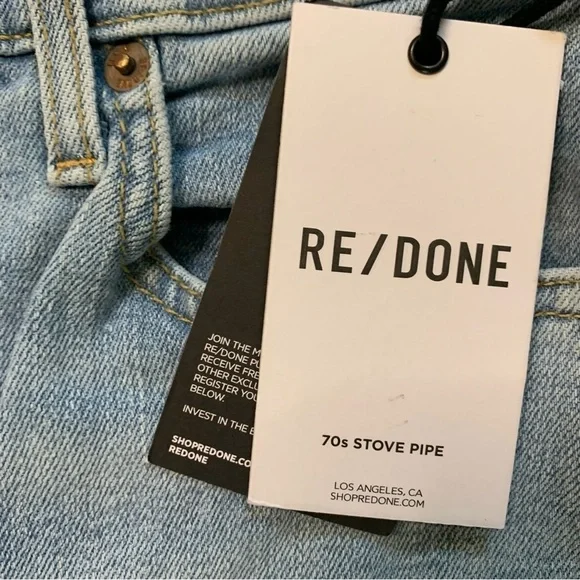 RE/DONE
70s STOVE PIPE
LOS ANGELES, CA
SHOPREDONE.COM
JOIN THE
RE/DONE
RECEIVE
OTHER
REGISTER
BELOW.
INVEST IN THE
SHOPREDONE.CO
REDONE